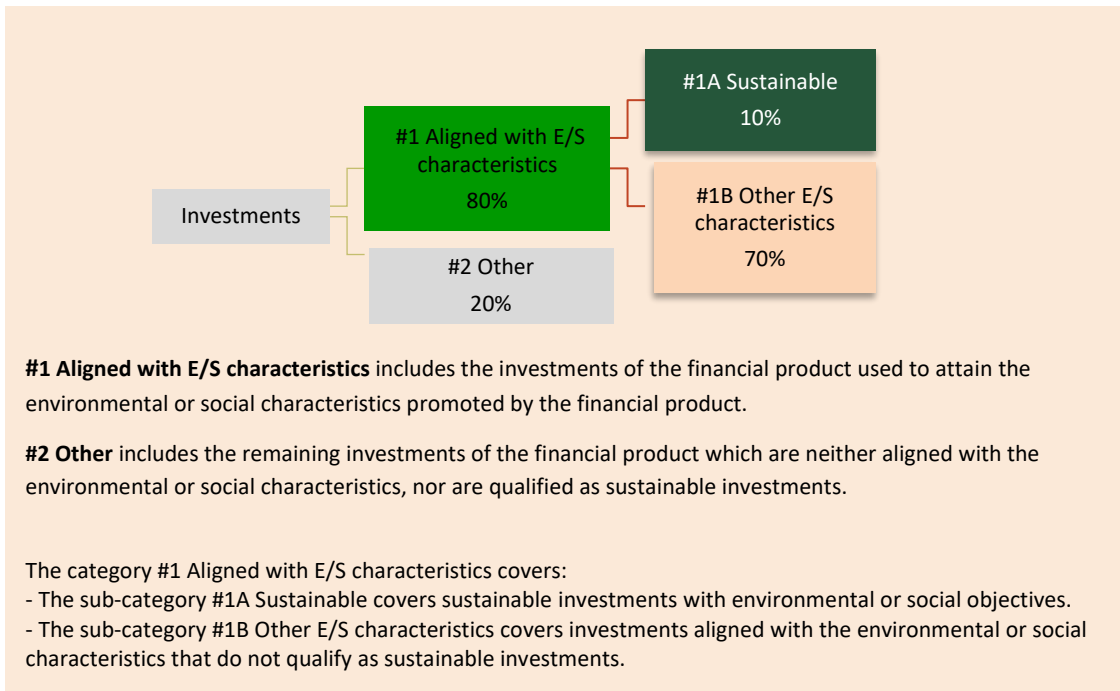 #1A Sustainable
10%
#1 Aligned with E/S
characteristics
80%
#1B Other E/S
characteristics
70%
Investments
#2 Other
20%
#1 Aligned with E/S characteristics includes the investments of the financial product used to attain the
environmental or social characteristics promoted by the financial product.
#2 Other includes the remaining investments of the financial product which are neither aligned with the
environmental or social characteristics, nor are qualified as sustainable investments.
The category #1 Aligned with E/S characteristics covers:
- The sub-category #1A Sustainable covers sustainable investments with environmental or social objectives.
- The sub-category #1B Other E/S characteristics covers investments aligned with the environmental or social
characteristics that do not qualify as sustainable investments.